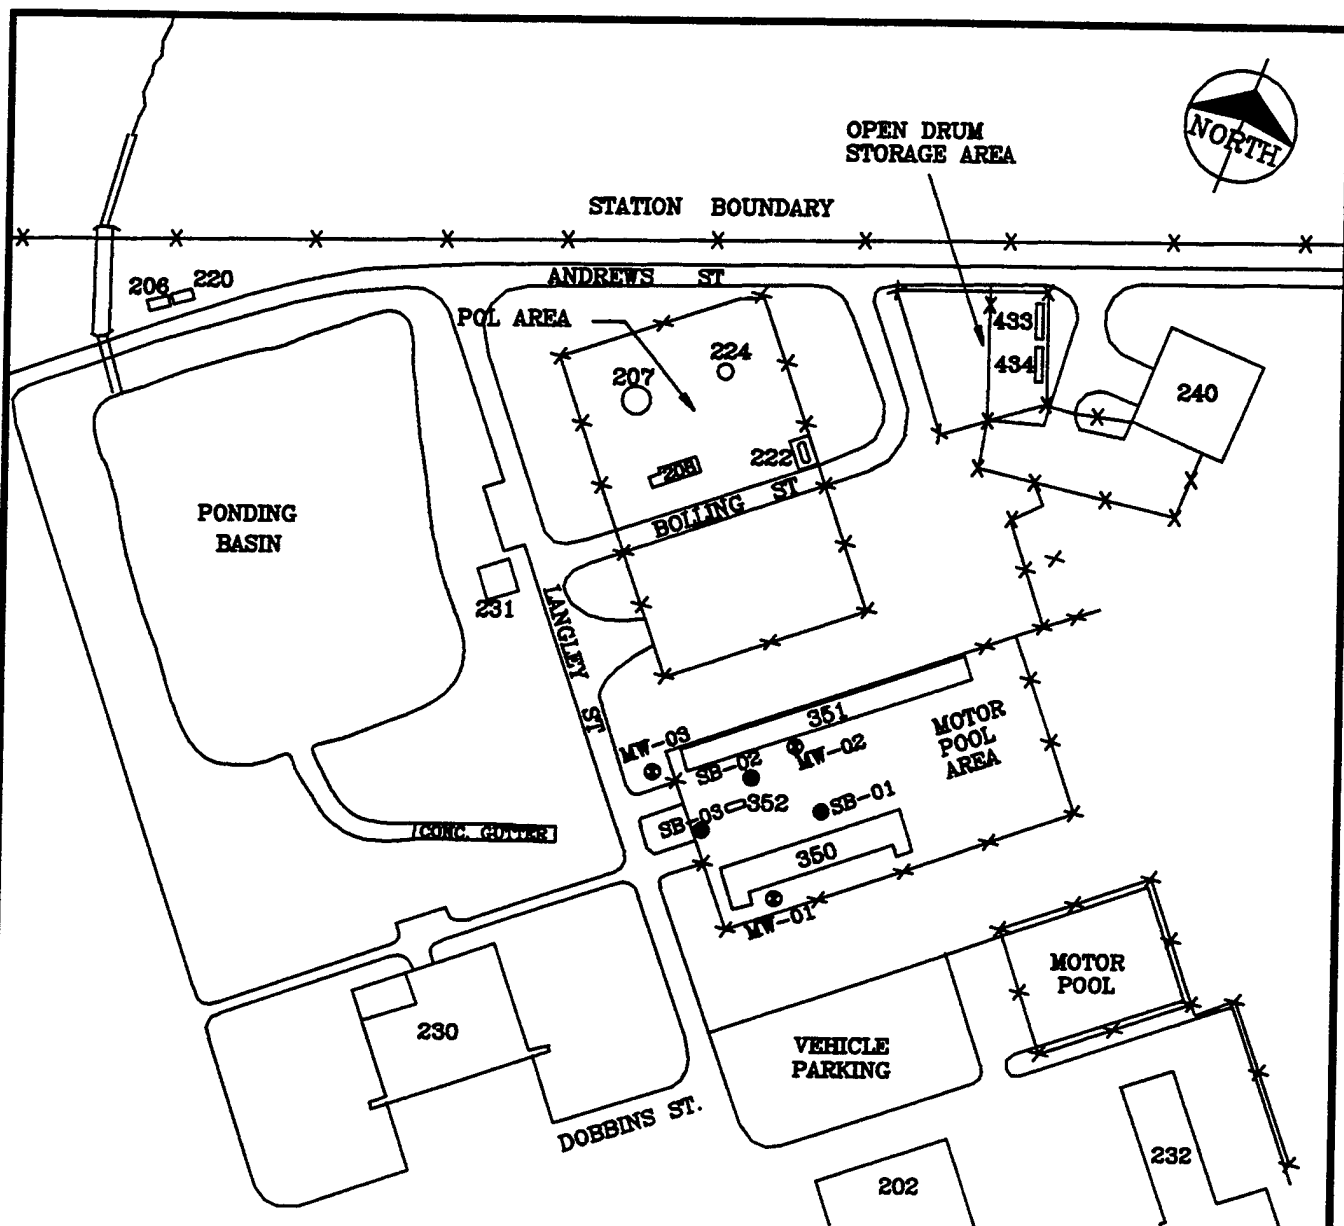 NORTH
OPEN DRUM
STORAGE AREA
STATION BOUNDARY
ANDREWS ST
206
220
POL AREA
433
224
434
207
240
222
208
BOLLING ST
PONDING
BASIN
231
LANGLEY ST
351
MOTOR
POOL
AREA
MW-03
MW-02
SB-02
352
SB-01
SB-03
CONC. GUTTER
350
MW-01
MOTOR
POOL
230
VEHICLE
PARKING
DOBBINS ST.
232
202